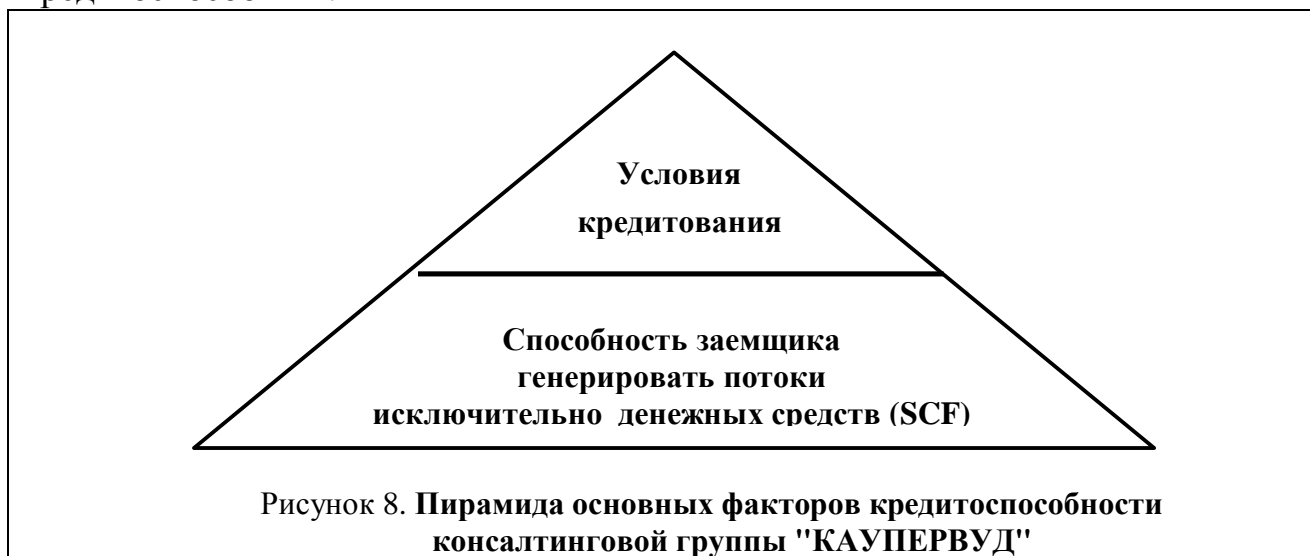 Условия
кредитования
Способность заемщика
генерировать потоки
исключительно денежных средств (SCF)
Рисунок 8. Пирамида основных факторов кредитоспособности
консалтинговой группы "КАУПЕРВУД"